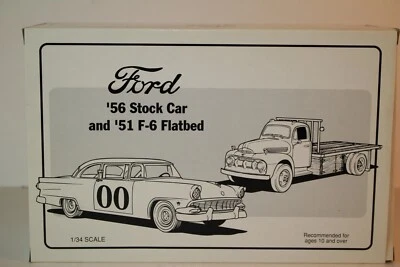 Ford
'56 Stock Car
and '51 F-6 Flatbed
00
1/34 SCALE
Recommended for
ages 10 and over